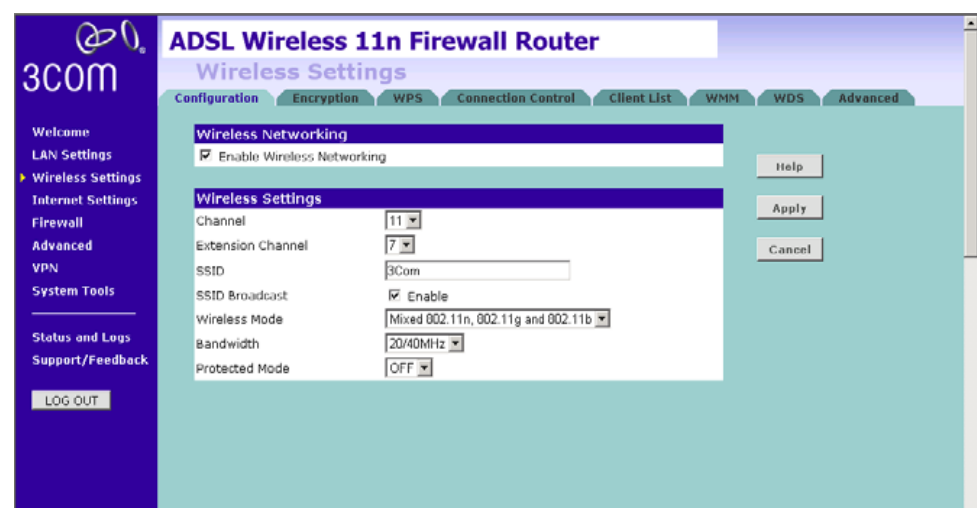 3COM
ADSL Wireless 11n Firewall Router
Wireless Settings
Configuration Encryption WPS Connection Control Client List WMM WDS Advanced
Welcome
LAN Settings
Wireless Settings
Internet Settings
Firewall
Advanced
VPN
System Tools
Status and Logs
Support/Feedback
LOG OUT
Wireless Networking
Enable Wireless Networking
Wireless Settings
Channel 11
Extension Channel 7
SSID 3Com
SSID Broadcast Enable
Wireless Mode Mixed 802.11n, 802.11g and 802.11b
Bandwidth 20/40MHz
Protected Mode OFF
Help
Apply
Cancel